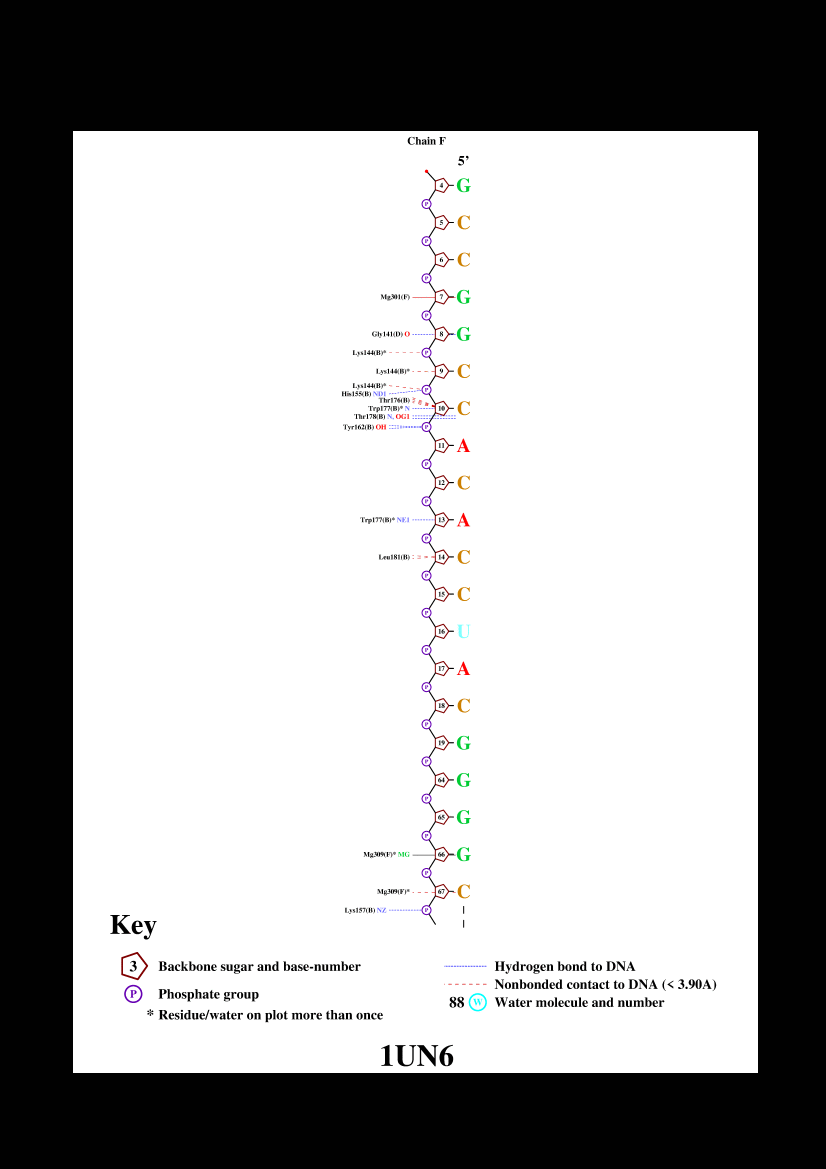 Chain F
5’
4 G
P
5 C
P
6 C
P
Mg301(F) 7 G
P
Gly141(D) O 8 G
Lys144(B)* P
Lys144(B)* 9 C
Lys144(B)* P
His155(B) ND1
Thr176(B)
Trp177(B)* N 10 C
Thr178(B) N, OG1
Tyr162(B) OH P
11 A
P
12 C
P
Trp177(B)* NE1 13 A
P
Leu181(B) 14 C
P
15 C
P
16 U
P
17 A
P
18 C
P
19 G
P
64 G
P
65 G
P
Mg309(F)* MG 66 G
P
Mg309(F)* 67 C
Lys157(B) NZ P
Key
3 Backbone sugar and base-number
P Phosphate group
* Residue/water on plot more than once
Hydrogen bond to DNA
Nonbonded contact to DNA (< 3.90A)
88 W Water molecule and number
1UN6